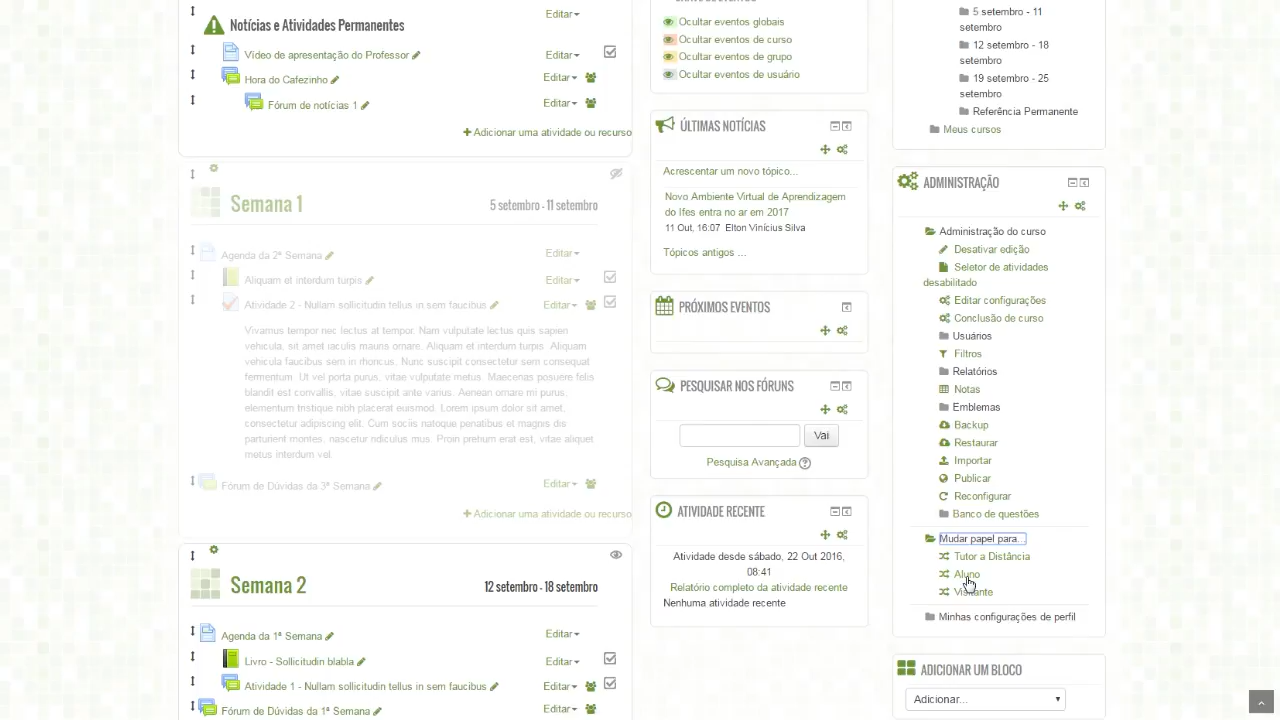 Notícias e Atividades Permanentes
Editar
Vídeo de apresentação do Professor
Editar
Hora do Cafezinho
Editar
Fórum de notícias 1
Editar
Adicionar uma atividade ou recurso
Semana 1
5 setembro - 11 setembro
Agenda da 2ª Semana
Editar
Aliquam et interdum turpis
Editar
Atividade 2 - Nullam sollicitudin tellus in sem faucibus
Editar
Vivamus tempor nec lectus at tempor. Nam vulputate lectus quis sapien
vehicula, sit amet iaculis mauris ornare. Aliquam et interdum turpis. Aliquam
vehicula faucibus sem in rhoncus. Nunc suscipit consectetur sem consequat
fermentum. Ut vel porta purus, vitae vulputate metus. Maecenas posuere felis
blandit est convallis, vitae suscipit ante varius. Aenean ornare mi purus,
elementum tristique nibh placerat euismod. Lorem ipsum dolor sit amet,
consectetur adipiscing elit. Cum sociis natoque penatibus et magnis dis
parturient montes, nascetur ridiculus mus. Proin pretium erat est, vitae aliquet
metus interdum vel.
Fórum de Dúvidas da 3ª Semana
Editar
Adicionar uma atividade ou recurso
Semana 2
12 setembro - 18 setembro
Agenda da 1ª Semana
Editar
Livro - Sollicitudin blabla
Editar
Atividade 1 - Nullam sollicitudin tellus in sem faucibus
Editar
Fórum de Dúvidas da 1ª Semana
Editar
Ocultar eventos globais
Ocultar eventos de curso
Ocultar eventos de grupo
Ocultar eventos de usuário
ÚLTIMAS NOTÍCIAS
Acrescentar um novo tópico...
Novo Ambiente Virtual de Aprendizagem
do Ifes entra no ar em 2017
11 Out, 16:07 Elton Vinícius Silva
Tópicos antigos ...
PRÓXIMOS EVENTOS
PESQUISAR NOS FÓRUNS
Vai
Pesquisa Avançada
ATIVIDADE RECENTE
Atividade desde sábado, 22 Out 2016,
08:41
Relatório completo da atividade recente
Nenhuma atividade recente
5 setembro - 11
setembro
12 setembro - 18
setembro
19 setembro - 25
setembro
Referência Permanente
Meus cursos
ADMINISTRAÇÃO
Administração do curso
Desativar edição
Seletor de atividades
desabilitado
Editar configurações
Conclusão de curso
Usuários
Filtros
Relatórios
Notas
Emblemas
Backup
Restaurar
Importar
Publicar
Reconfigurar
Banco de questões
Mudar papel para...
Tutor a Distância
Aluno
Visitante
Minhas configurações de perfil
ADICIONAR UM BLOCO
Adicionar...